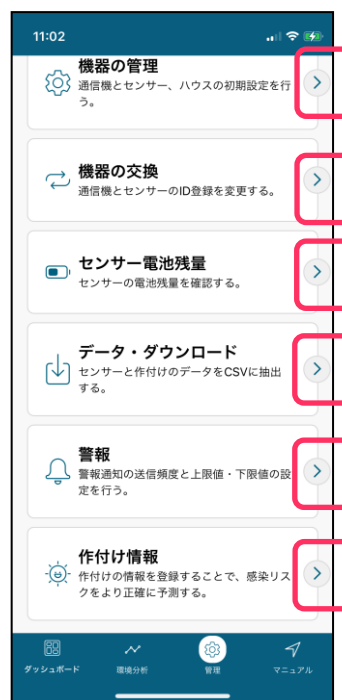 11:02
機器の管理
通信機とセンサー、ハウスの初期設定を行
う。
機器の交換
通信機とセンサーのID登録を変更する。
センサー電池残量
センサーの電池残量を確認する。
データ・ダウンロード
センサーと作付けのデータをCSVに抽出
する。
警報
警報通知の送信頻度と上限値・下限値の設
定を行う。
作付け情報
作付けの情報を登録することで、感染リス
クをより正確に予測する。
ダッシュボード
環境分析
管理
マニュアル